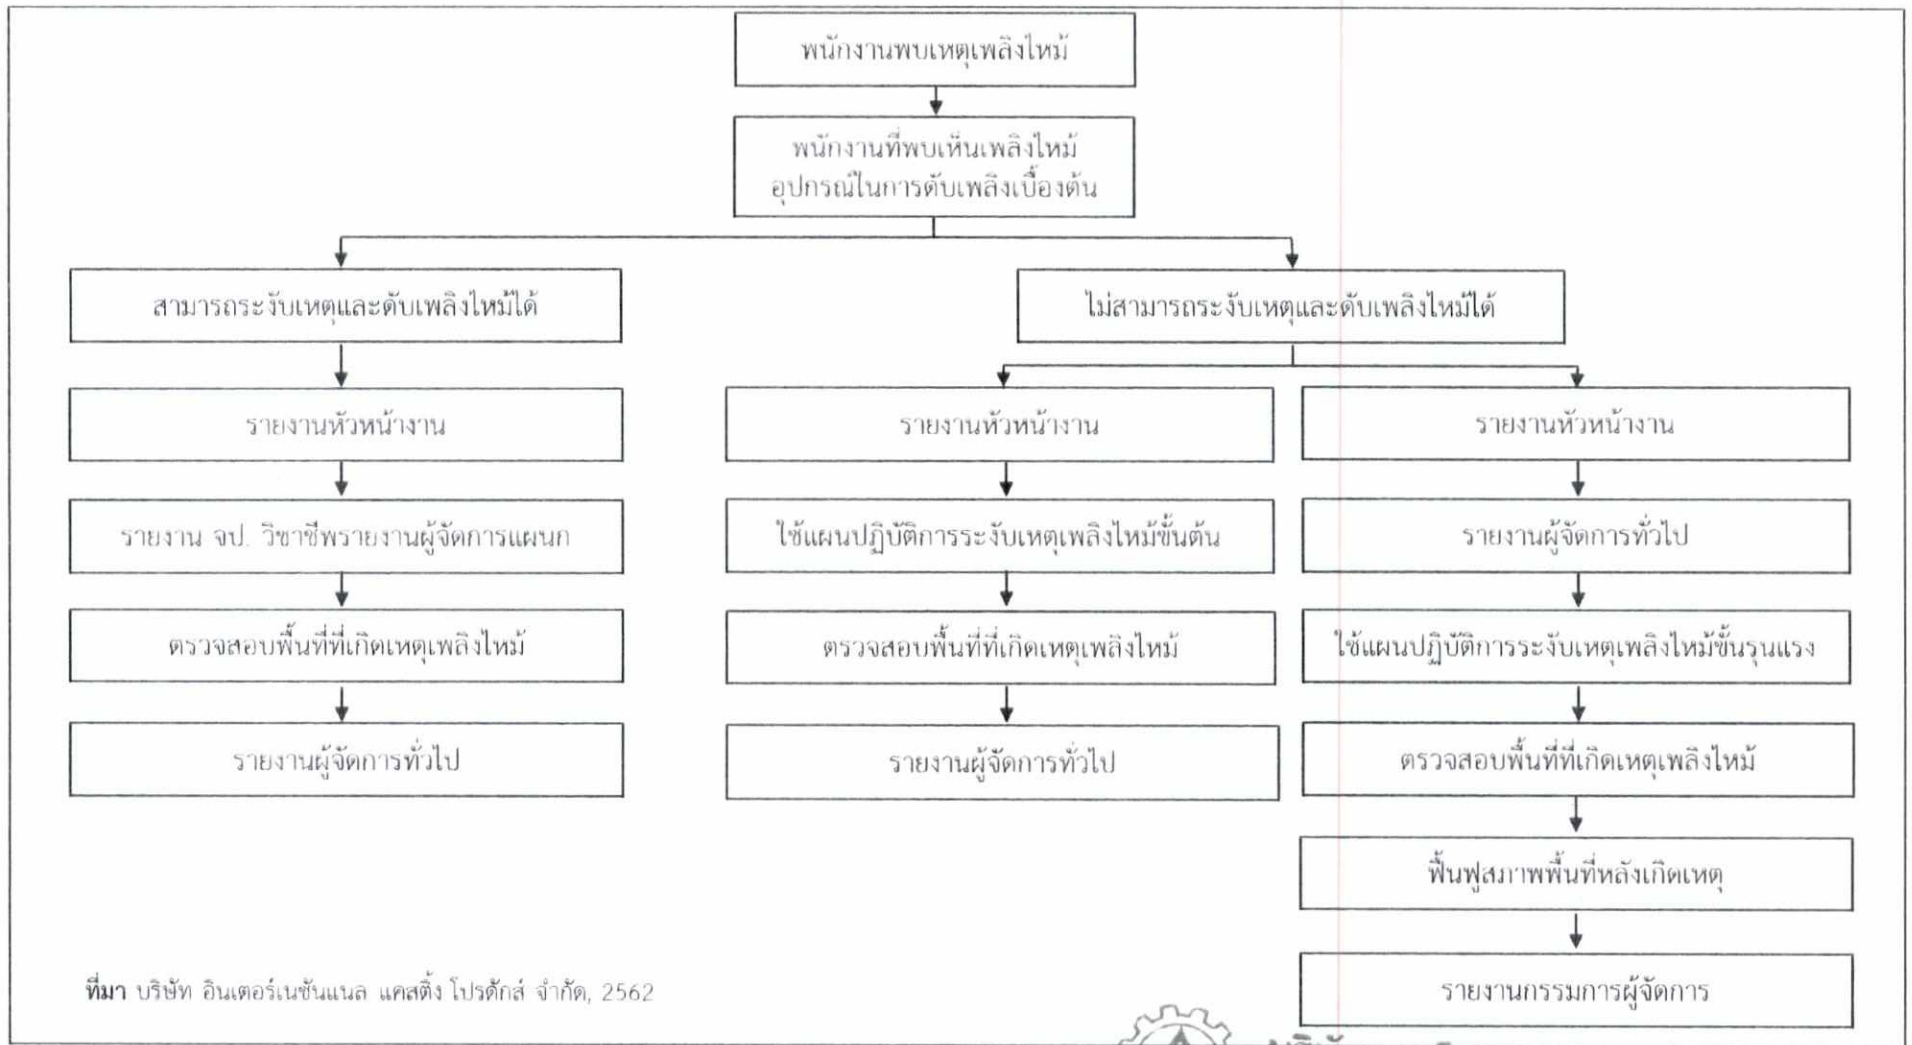 พนักงานพบเหตุเพลิงไหม้
พนักงานที่พบเห็นเพลิงไหม้
อุปกรณ์ในการดับเพลิงเบื้องต้น
สามารถระงับเหตุและดับเพลิงไหม้ได้
ไม่สามารถระงับเหตุและดับเพลิงไหม้ได้
รายงานหัวหน้างาน
รายงานหัวหน้างาน
รายงานหัวหน้างาน
รายงาน จป. วิชาชีพรายงานผู้จัดการแผนก
ใช้แผนปฏิบัติการระงับเหตุเพลิงไหม้ขั้นต้น
รายงานผู้จัดการทั่วไป
ตรวจสอบพื้นที่ที่เกิดเหตุเพลิงไหม้
ตรวจสอบพื้นที่ที่เกิดเหตุเพลิงไหม้
ใช้แผนปฏิบัติการระงับเหตุเพลิงไหม้ขั้นรุนแรง
รายงานผู้จัดการทั่วไป
รายงานผู้จัดการทั่วไป
ตรวจสอบพื้นที่ที่เกิดเหตุเพลิงไหม้
ฟื้นฟูสภาพพื้นที่หลังเกิดเหตุ
รายงานกรรมการผู้จัดการ
ที่มา บริษัท อินเตอร์เนชันแนล แคสติ้ง โปรดักส์ จำกัด, 2562